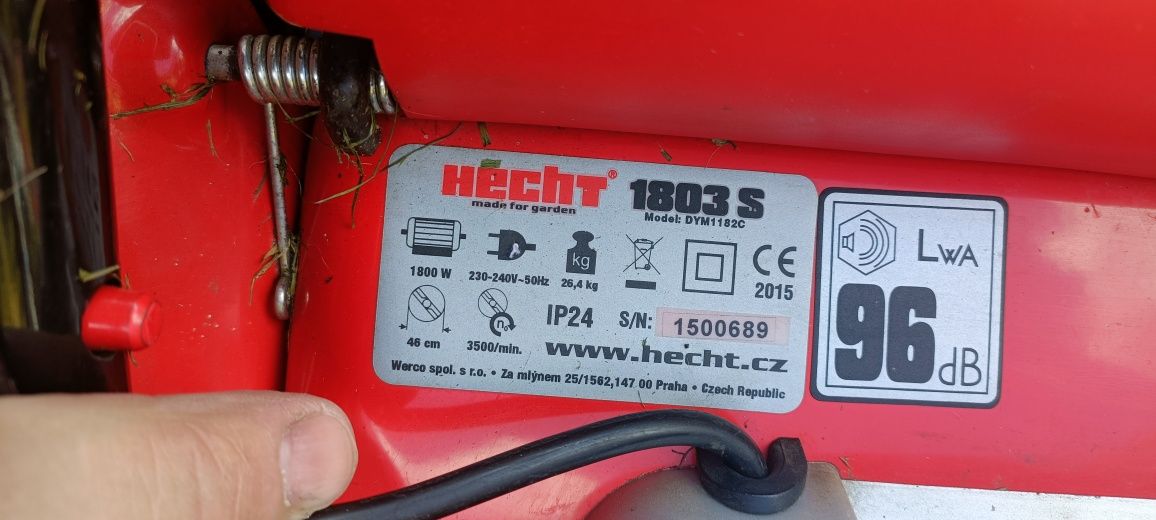 HECHT® 1803 S
made for garden
Model: DYM1182C
kg
1800 W 230-240V~50Hz 26,4 kg
CE
2015
46 cm 3500/min.
IP24 S/N: 1500689
www.hecht.cz
Werco spol. s r.o. • Za mlýnem 25/1562,147 00 Praha • Czech Republic
LWA
96 dB